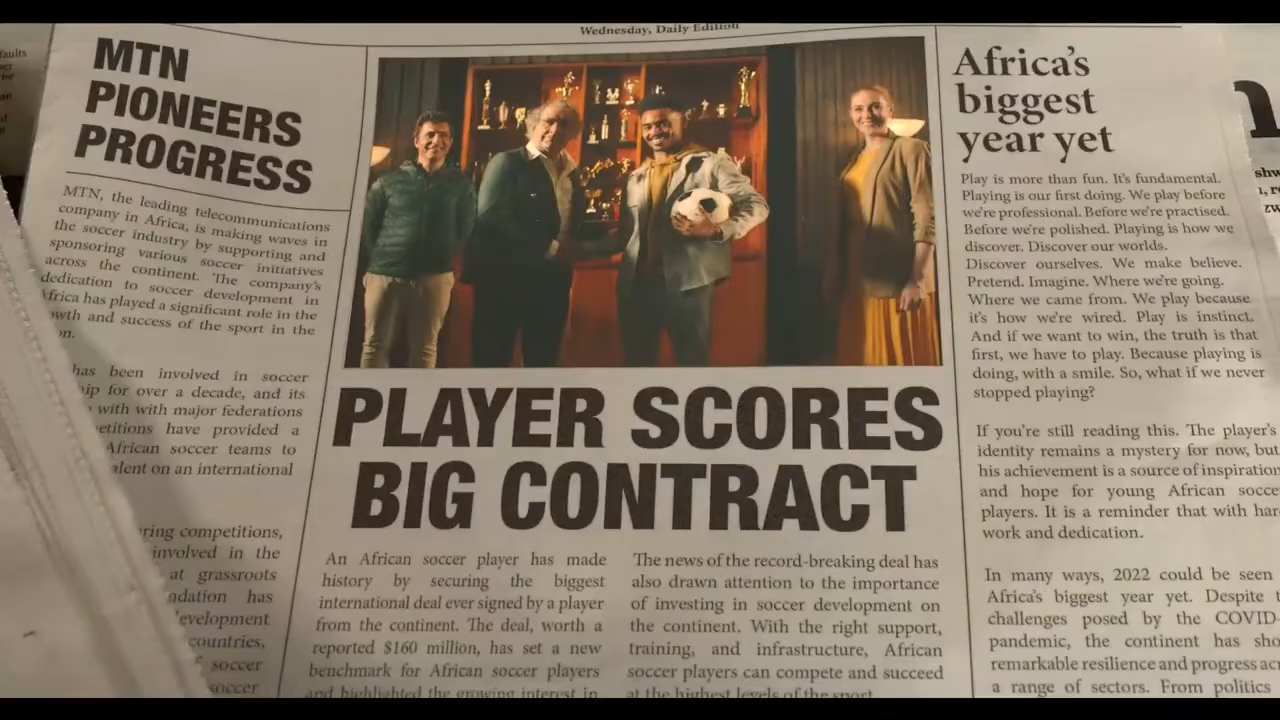 Wednesday, Daily Edition
MTN
PIONEERS
PROGRESS
MTN, the leading telecommunications
company in Africa, is making waves in
the soccer industry by supporting and
sponsoring various soccer initiatives
across the continent. The company's
dedication to soccer development in
Africa has played a significant role in the
and success of the sport in the
has been involved in soccer
for over a decade, and its
with with major federations
have provided a
African soccer teams to
on an international
competitions,
involved in the
at grassroots
has
countries,
soccer
soccer
PLAYER SCORES
BIG CONTRACT
An African soccer player has made
history by securing the biggest
international deal ever signed by a player
from the continent. The deal, worth a
reported $160 million, has set a new
benchmark for African soccer players
and highlighted the growing interest in
The news of the record-breaking deal has
also drawn attention to the importance
of investing in soccer development on
the continent. With the right support,
training, and infrastructure, African
soccer players can compete and succeed
at the highest levels of the sport.
Africa's
biggest
year yet
Play is more than fun. It's fundamental.
Playing is our first doing. We play before
we're professional. Before we're practised.
Before we're polished. Playing is how we
discover. Discover our worlds.
Discover ourselves. We make believe.
Pretend. Imagine. Where we're going.
Where we came from. We play because
it's how we're wired. Play is instinct.
And if we want to win, the truth is that
first, we have to play. Because playing is
doing, with a smile. So, what if we never
stopped playing?
If you're still reading this. The player's
identity remains a mystery for now, but
his achievement is a source of inspiration
and hope for young African
players. It is a reminder that with
work and dedication.
In many ways, 2022 could be seen
Africa's biggest year yet. Despite
challenges posed by the COVID-
pandemic, the continent has
remarkable resilience and progress
a range of sectors. From politics